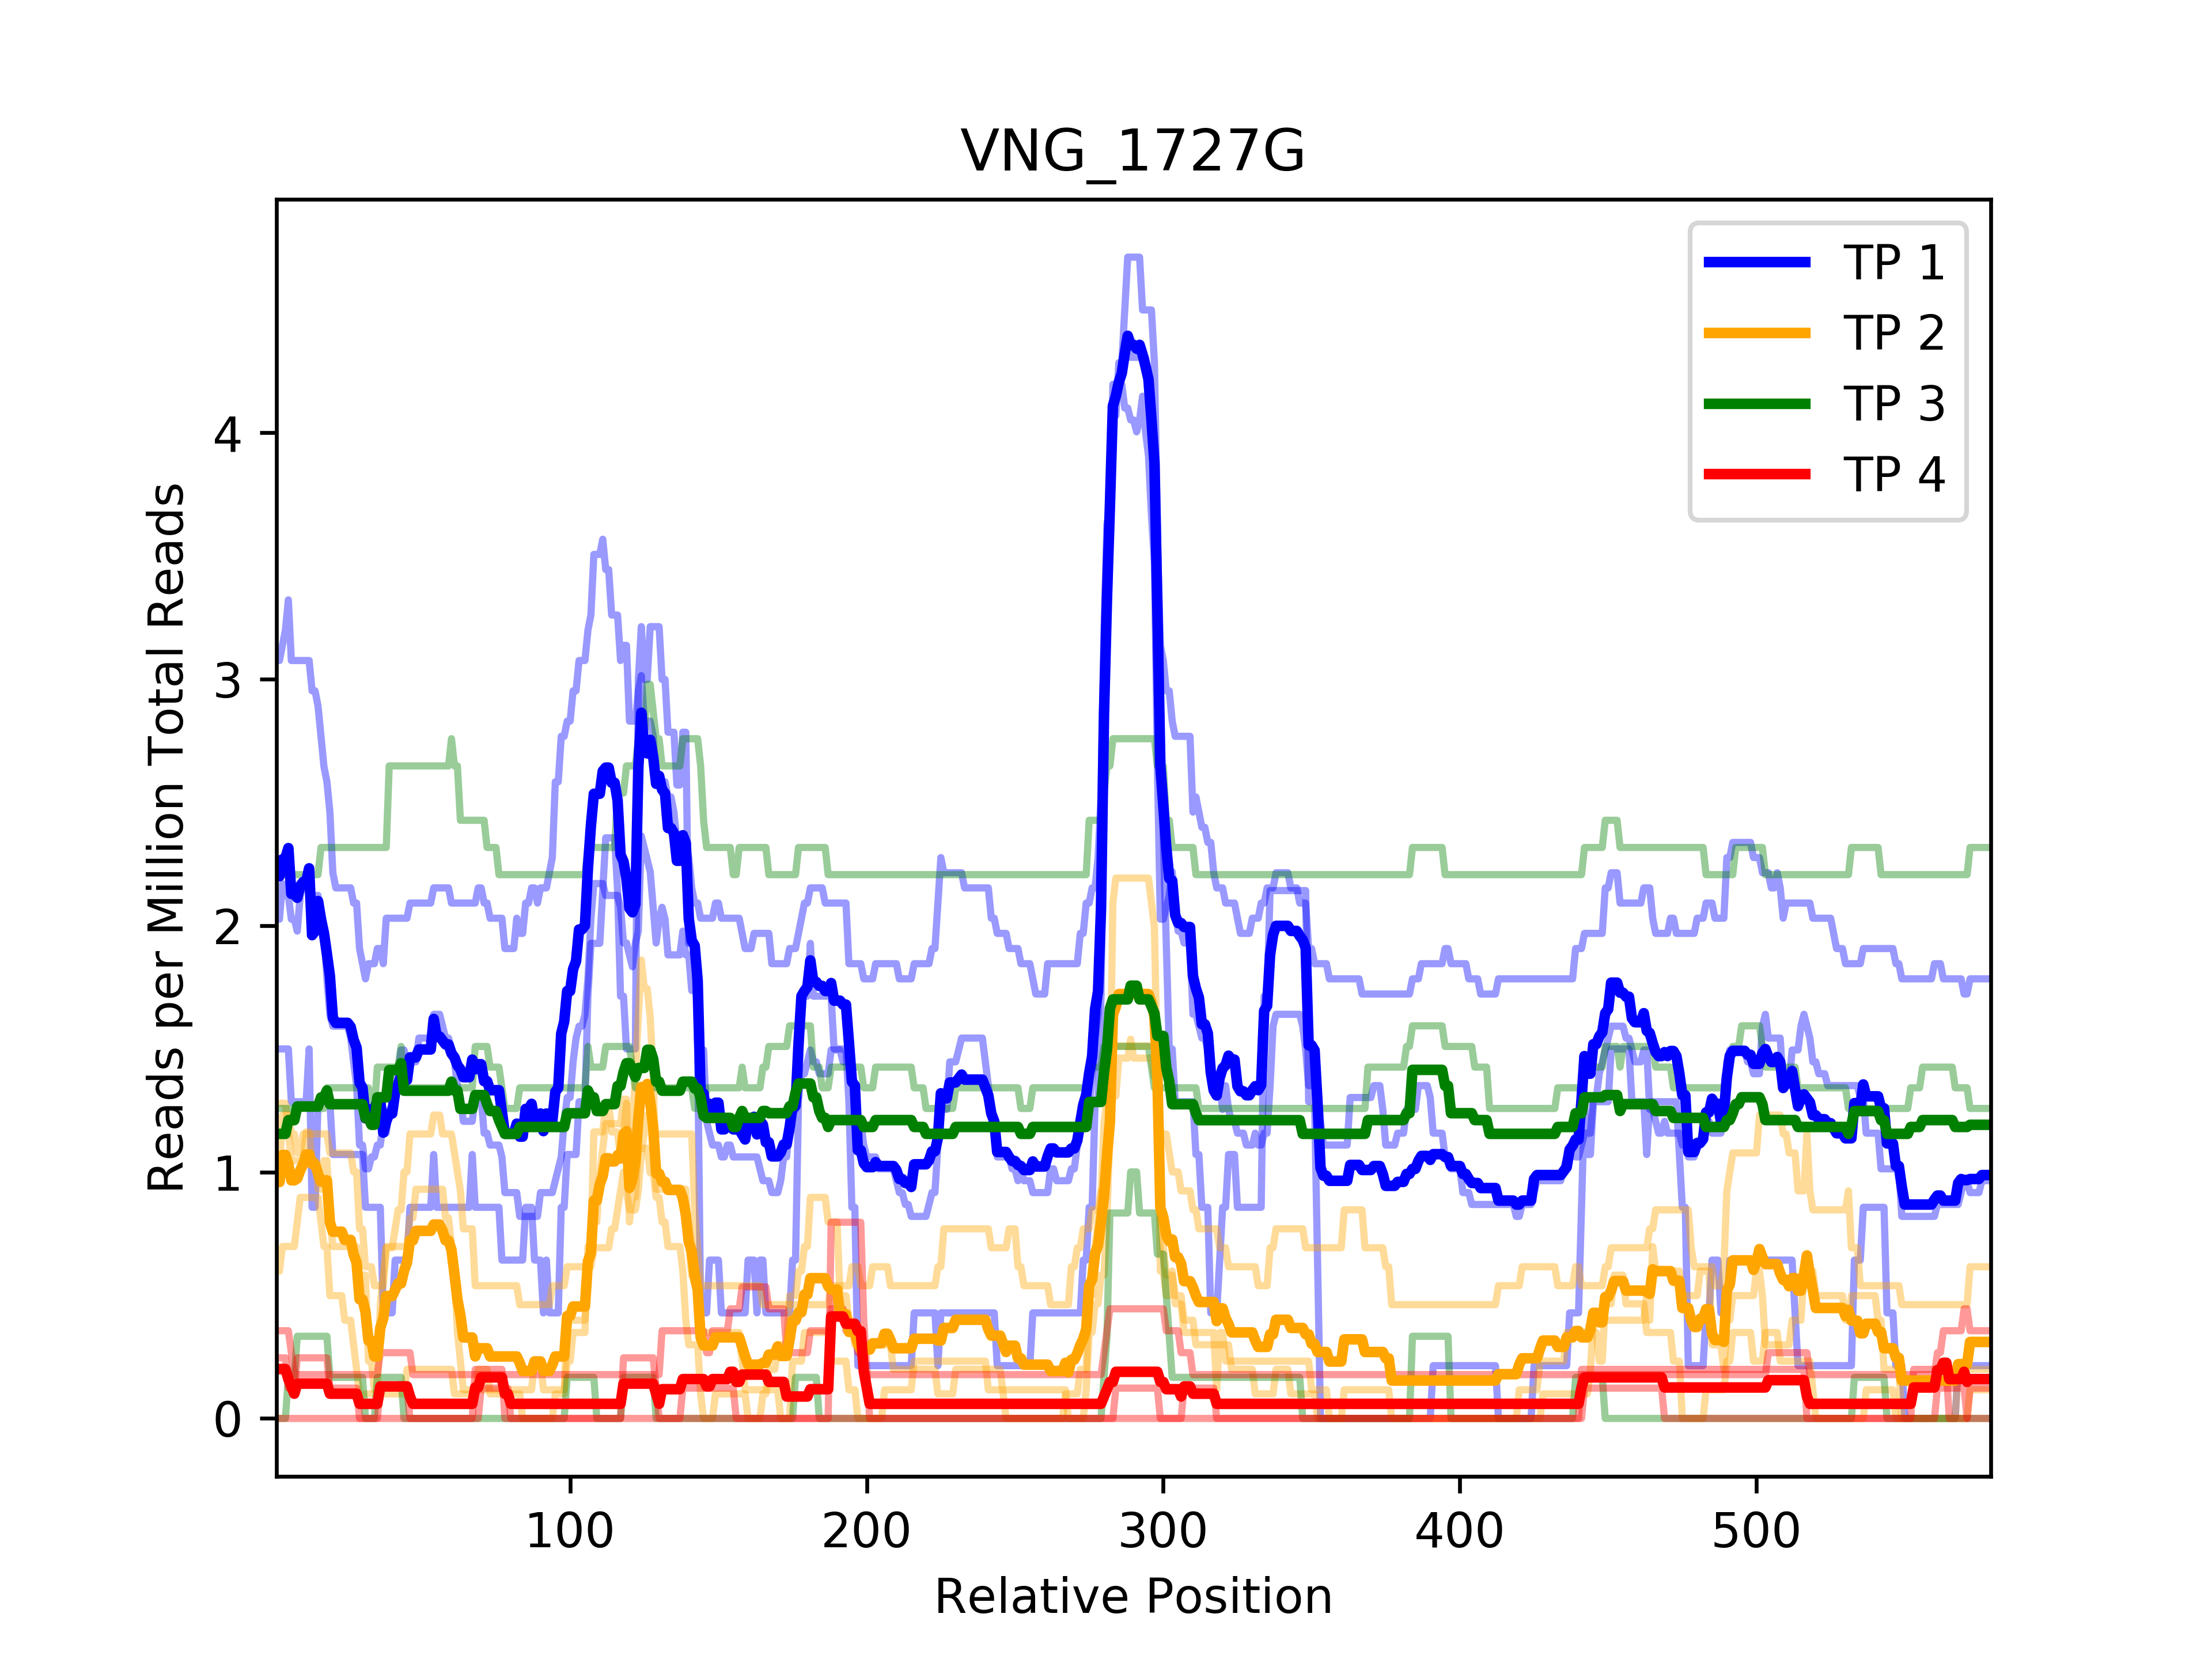 VNG_1727G
TP 1
TP 2
TP 3
TP 4
Reads per Million Total Reads
4
3
2
1
0
100 200 300 400 500
Relative Position